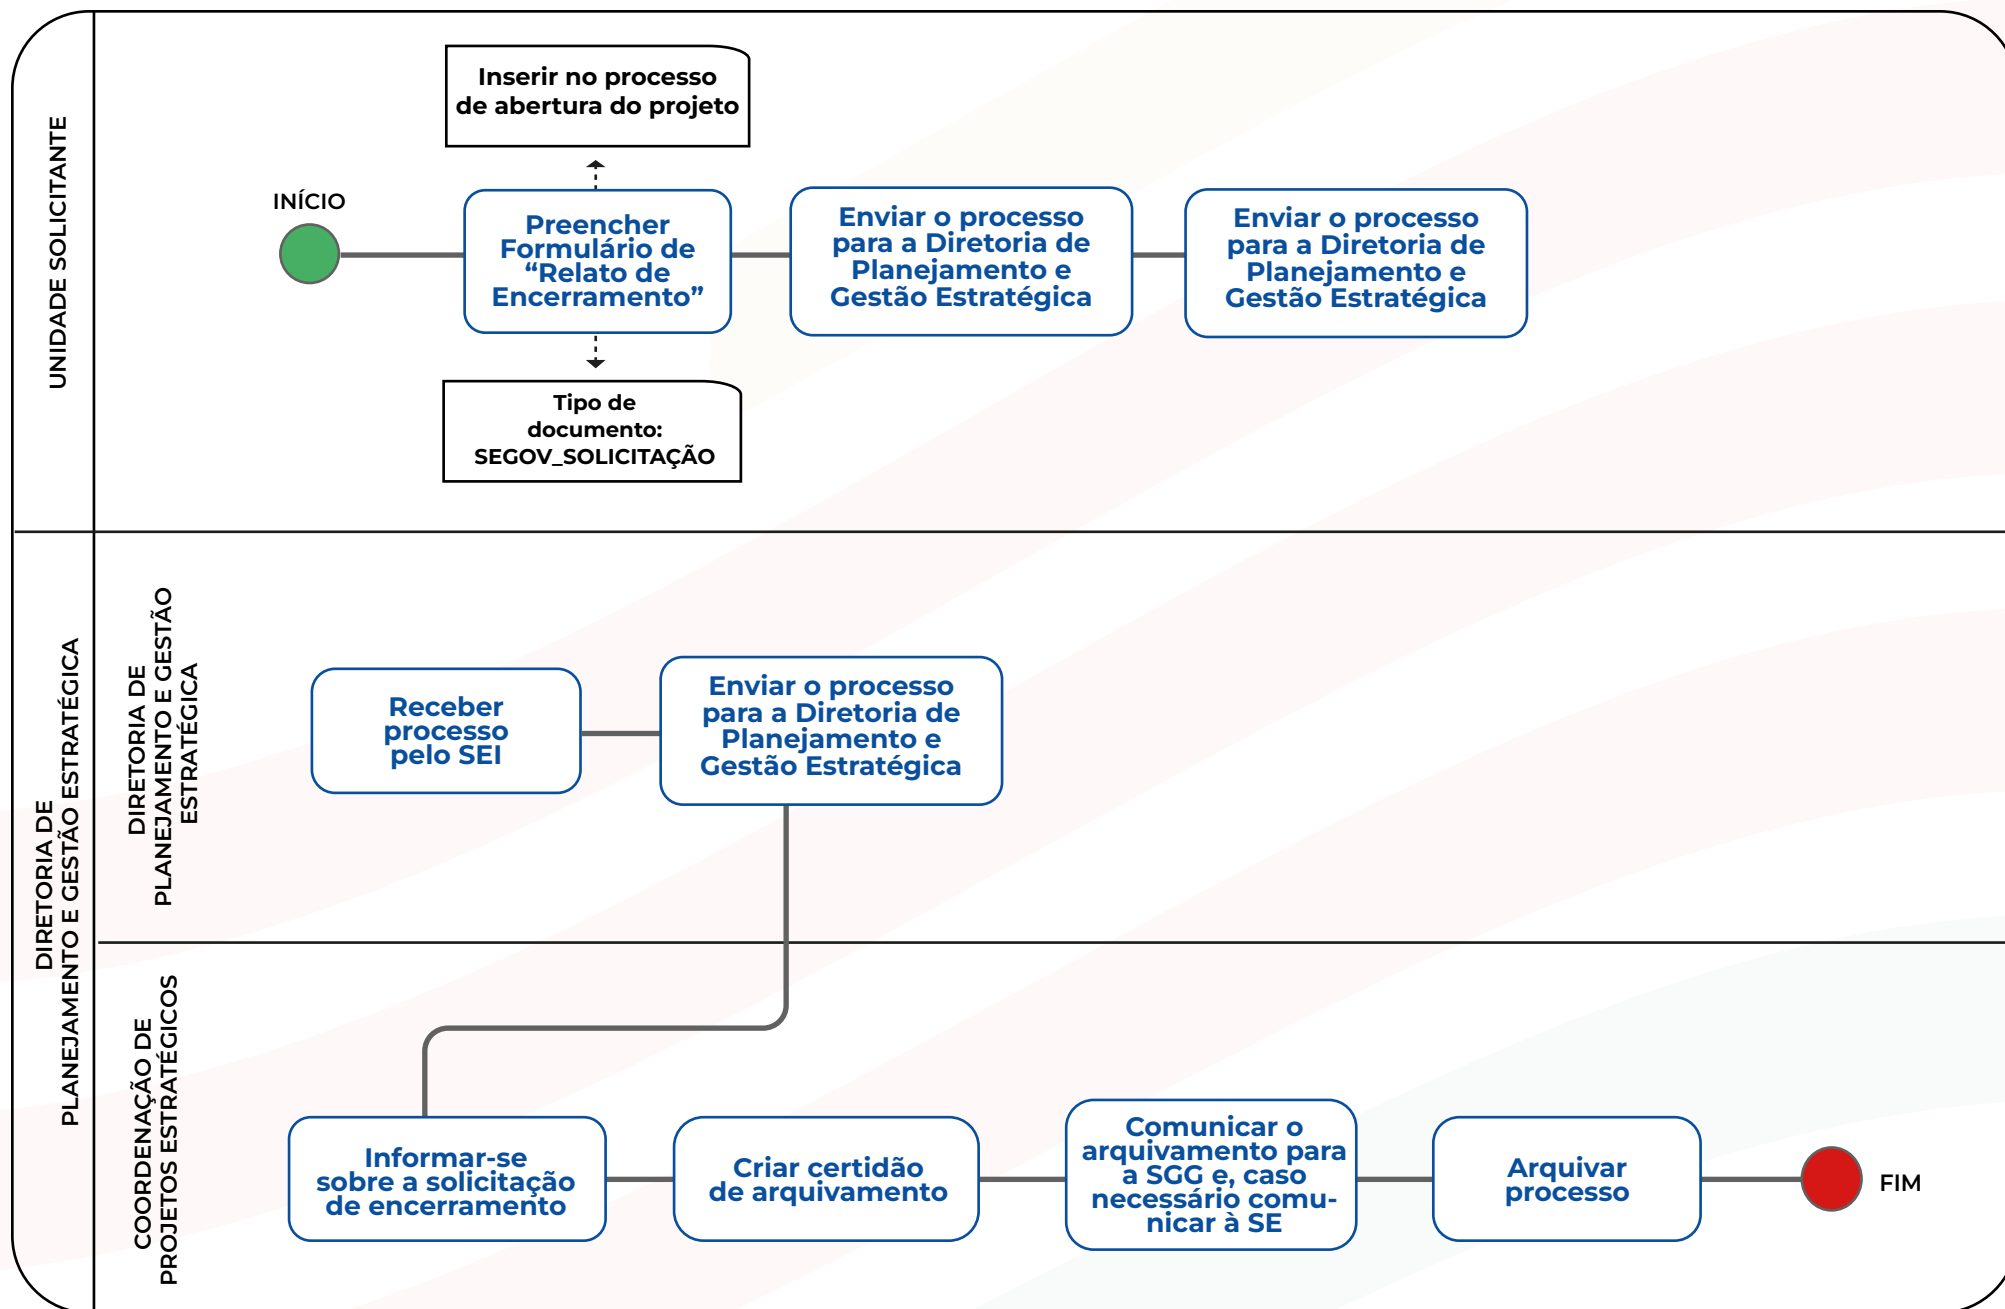 UNIDADE SOLICITANTE
Inserir no processo
de abertura do projeto
INÍCIO
Preencher
Formulário de
“Relato de
Encerramento”
Enviar o processo
para a Diretoria de
Planejamento e
Gestão Estratégica
Enviar o processo
para a Diretoria de
Planejamento e
Gestão Estratégica
Tipo de
documento:
SEGOV_SOLICITAÇÃO
DIRETORIA DE
PLANEJAMENTO E GESTÃO ESTRATÉGICA
DIRETORIA DE
PLANEJAMENTO E GESTÃO
ESTRATÉGICA
Receber
processo
pelo SEI
Enviar o processo
para a Diretoria de
Planejamento e
Gestão Estratégica
COORDENAÇÃO DE
PROJETOS ESTRATÉGICOS
Informar-se
sobre a solicitação
de encerramento
Criar certidão
de arquivamento
Comunicar o
arquivamento para
a SGG e, caso
necessário comu-
nicar à SE
Arquivar
processo
FIM